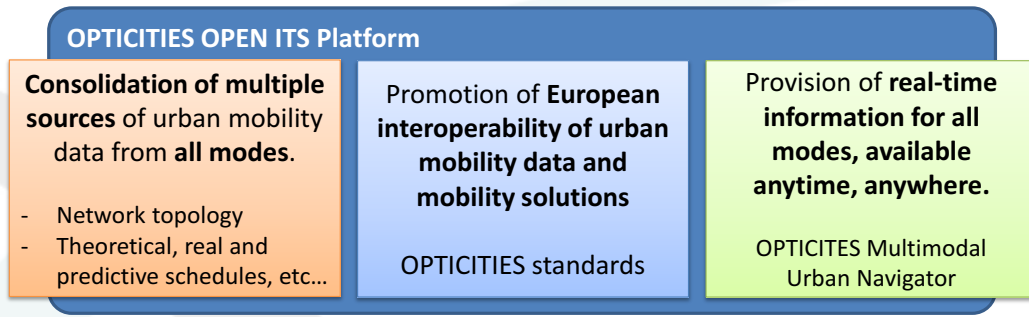 OPTICITIES OPEN ITS Platform
Consolidation of multiple
sources of urban mobility
data from all modes.
- Network topology
- Theoretical, real and
predictive schedules, etc…
Promotion of European
interoperability of urban
mobility data and
mobility solutions
OPTICITIES standards
Provision of real-time
information for all
modes, available
anytime, anywhere.
OPTICITES Multimodal
Urban Navigator